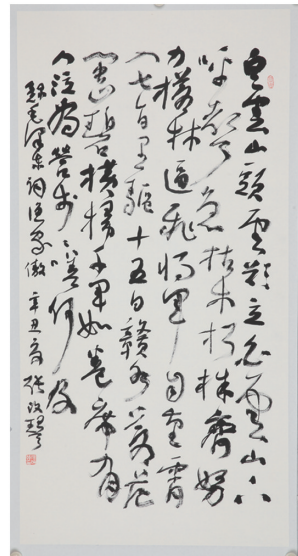 白雲山頭雲欲立白雲山下
呼聲急枯木朽株齊努
力槍林逼飛將軍自重霄
入七百里驅十五日贛水蒼茫
閩山碧橫掃千軍如卷席有
人泣為營步步嗟何及
錄毛澤東詞漁家傲 辛丑 張